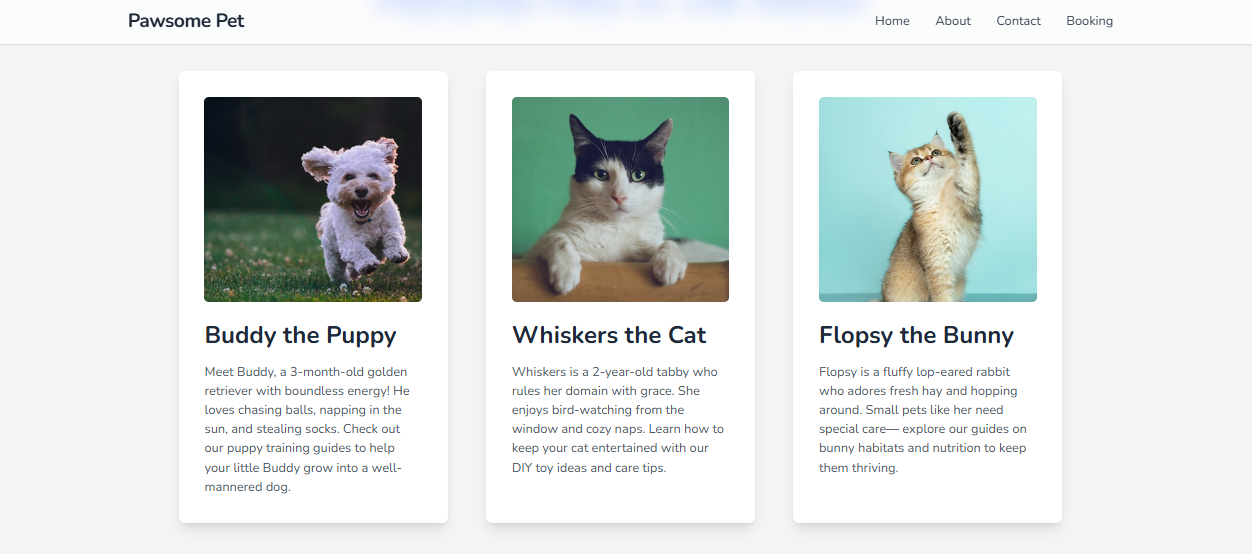 Pawsome Pet
Home About Contact Booking
Buddy the Puppy
Meet Buddy, a 3-month-old golden
retriever with boundless energy! He
loves chasing balls, napping in the
sun, and stealing socks. Check out
our puppy training guides to help
your little Buddy grow into a well-
mannered dog.
Whiskers the Cat
Whiskers is a 2-year-old tabby who
rules her domain with grace. She
enjoys bird-watching from the
window and cozy naps. Learn how to
keep your cat entertained with our
DIY toy ideas and care tips.
Flopsy the Bunny
Flopsy is a fluffy lop-eared rabbit
who adores fresh hay and hopping
around. Small pets like her need
special care— explore our guides on
bunny habitats and nutrition to keep
them thriving.